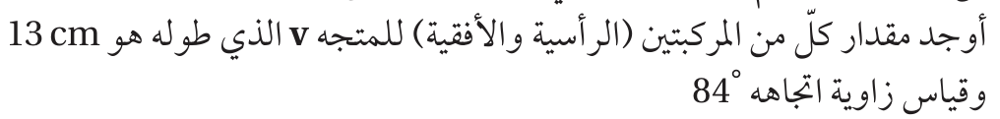 أوجد مقدار كلّ من المركبتين (الرأسية والأفقية) للمتجه v الذي طوله هو 13 cm
وقياس زاوية اتجاهه 84°